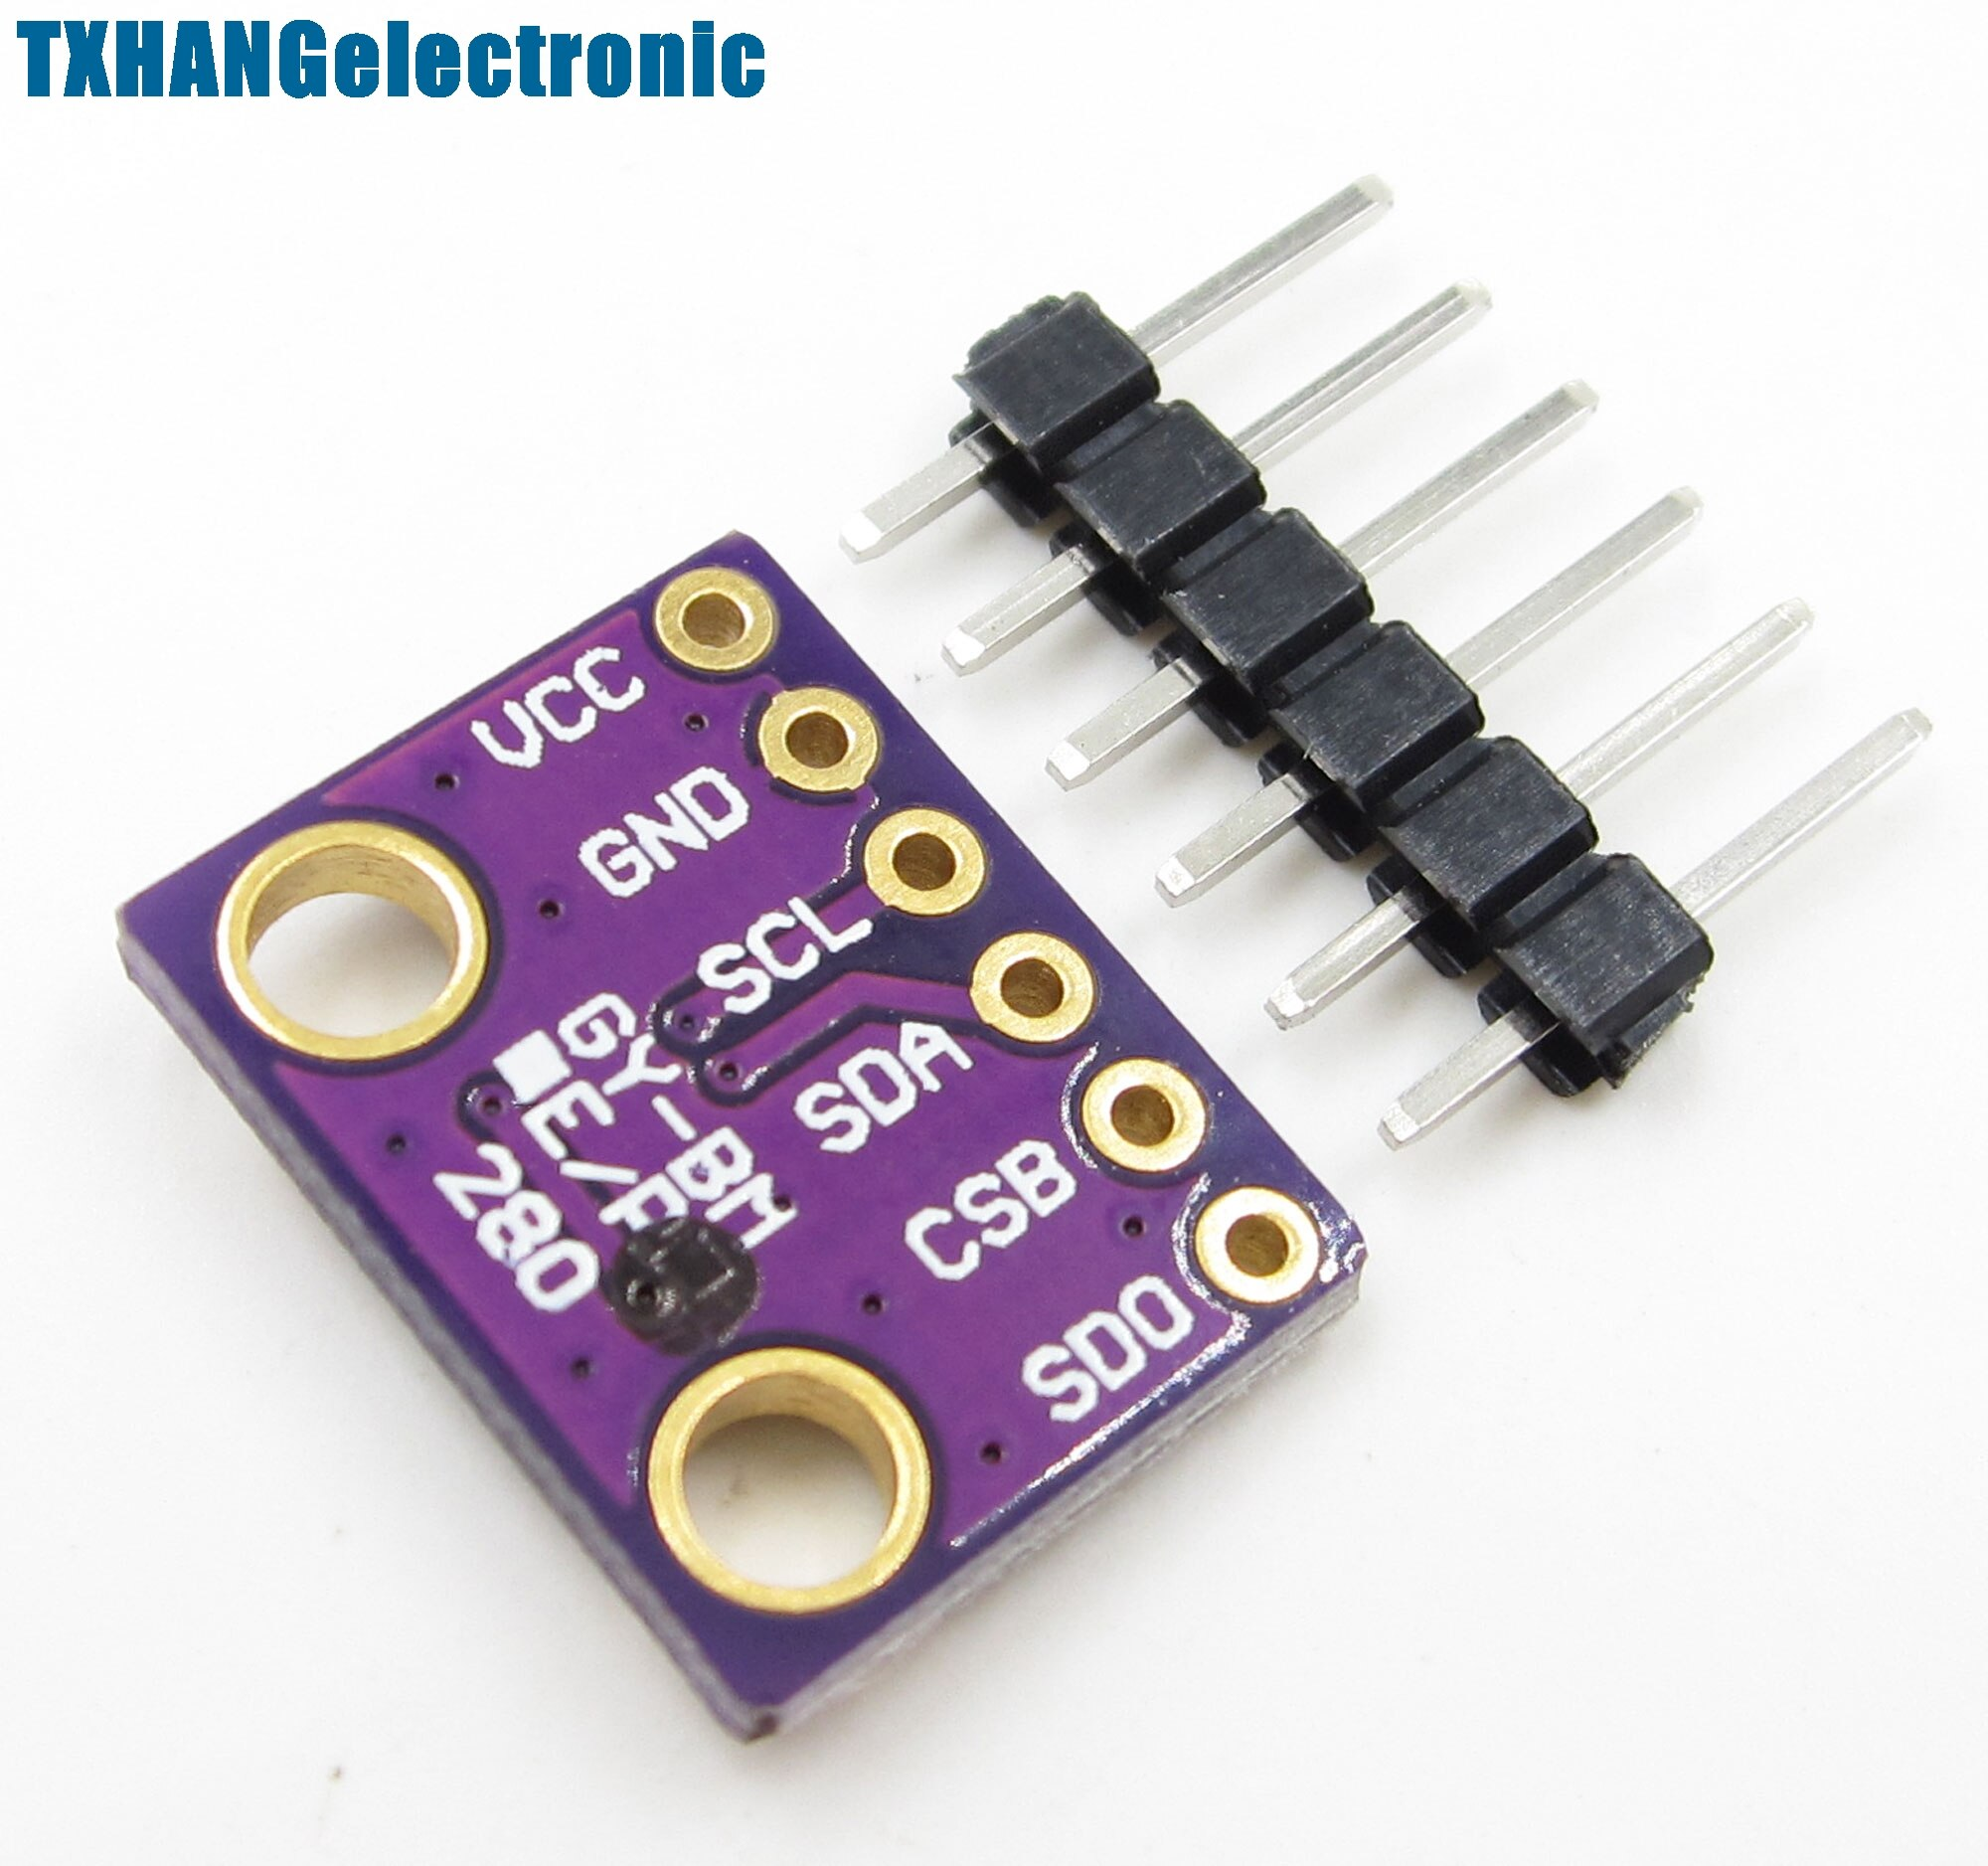 TXHANGelectronic
VCC
GND
SCL
SDA
CSB
SDO
GY-BM
E/P
280